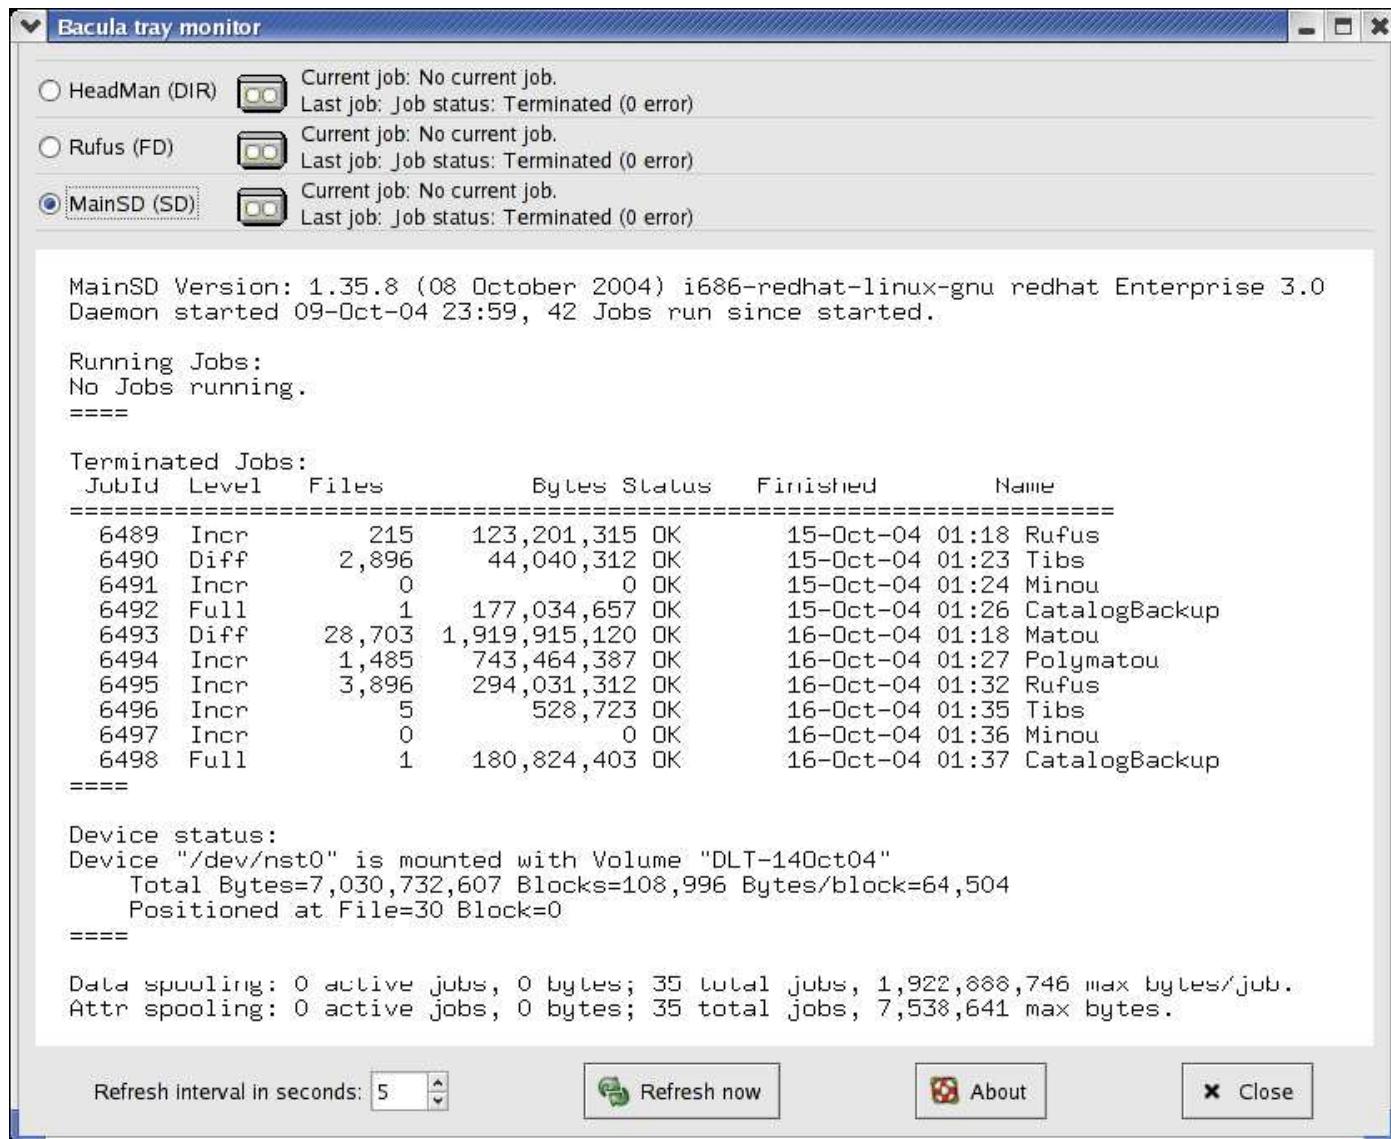 Bacula tray monitor
HeadMan (DIR)
Current job: No current job.
Last job: Job status: Terminated (0 error)
Rufus (FD)
Current job: No current job.
Last job: Job status: Terminated (0 error)
MainSD (SD)
Current job: No current job.
Last job: Job status: Terminated (0 error)
MainSD Version: 1.35.8 (08 October 2004) i686-redhat-linux-gnu redhat Enterprise 3.0
Daemon started 09-Oct-04 23:59, 42 Jobs run since started.
Running Jobs:
No Jobs running.
====
Terminated Jobs:
JobId Level Files Bytes Status Finished Name
======================================================================
6489 Incr 215 123,201,315 OK 15-Oct-04 01:18 Rufus
6490 Diff 2,896 44,040,312 OK 15-Oct-04 01:23 Tibs
6491 Incr 0 0 OK 15-Oct-04 01:24 Minou
6492 Full 1 177,034,657 OK 15-Oct-04 01:26 CatalogBackup
6493 Diff 28,703 1,919,915,120 OK 16-Oct-04 01:18 Matou
6494 Incr 1,485 743,464,387 OK 16-Oct-04 01:27 Polymatou
6495 Incr 3,896 294,031,312 OK 16-Oct-04 01:32 Rufus
6496 Incr 5 528,723 OK 16-Oct-04 01:35 Tibs
6497 Incr 0 0 OK 16-Oct-04 01:36 Minou
6498 Full 1 180,824,403 OK 16-Oct-04 01:37 CatalogBackup
====
Device status:
Device "/dev/nst0" is mounted with Volume "DLT-14Oct04"
Total Bytes=7,030,732,607 Blocks=108,996 Bytes/block=64,504
Positioned at File=30 Block=0
====
Data spooling: 0 active jobs, 0 bytes; 35 total jobs, 1,922,888,746 max bytes/job.
Attr spooling: 0 active jobs, 0 bytes; 35 total jobs, 7,538,641 max bytes.
Refresh interval in seconds: 5
Refresh now
About
Close